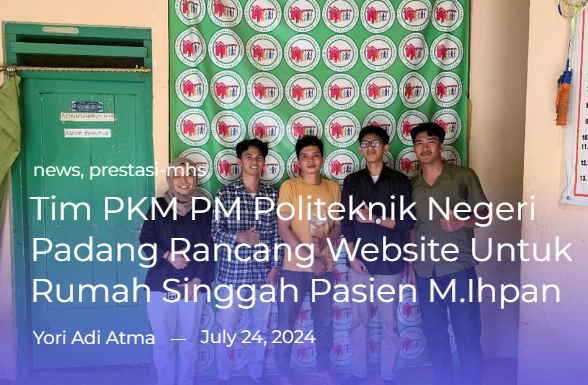 news, prestasi-mhs
Tim PKM PM Politeknik Negeri
Padang Rancang Website Untuk
Rumah Singgah Pasien M.Ihpan
Yori Adi Atma — July 24, 2024